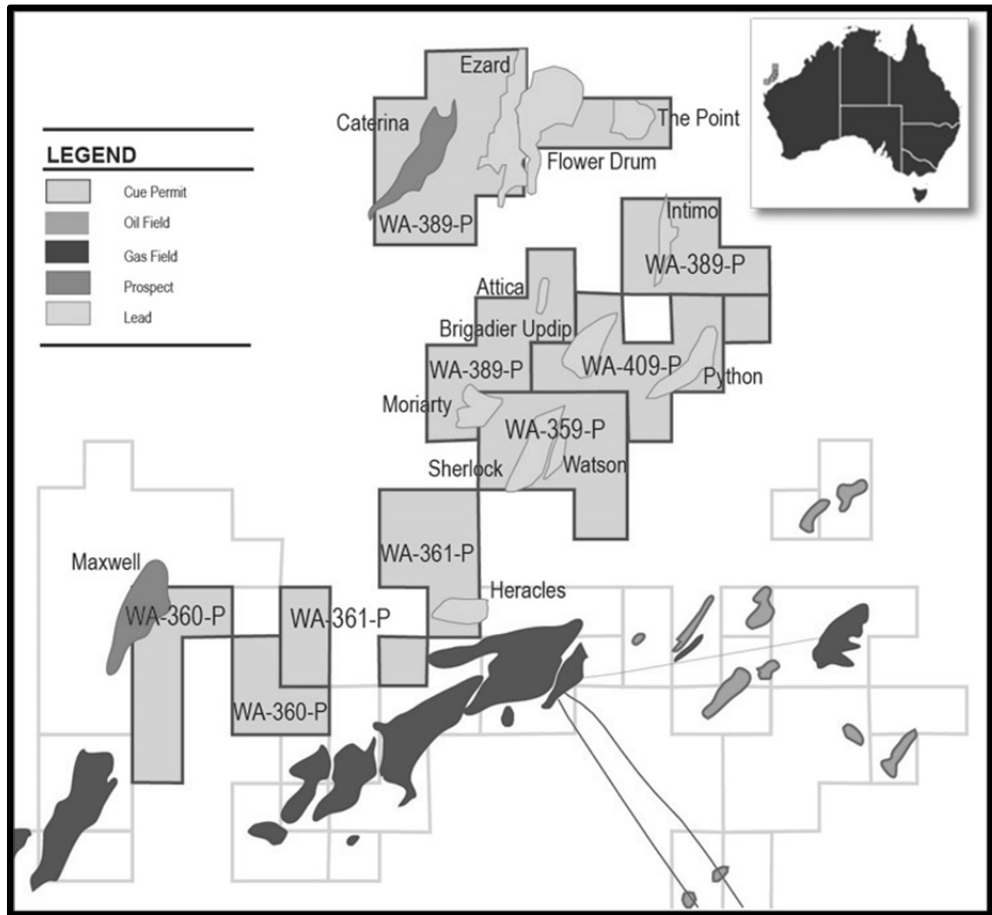 Ezard
Caterina
The Point
Flower Drum
WA-389-P
LEGEND
Cue Permit
Oil Field
Gas Field
Prospect
Lead
Intimo
WA-389-P
Attica
Brigadier Updip
WA-389-P
WA-409-P
Python
Moriarty
WA-359-P
Sherlock
Watson
WA-361-P
Maxwell
Heracles
WA-360-P
WA-361-P
WA-360-P